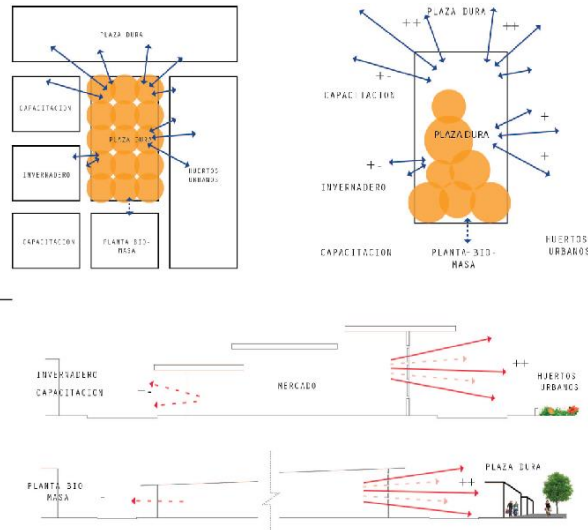 PLAZA DURA
CAPACITACION
PLAZA DURA
INVERNADERO
HUERTOS
URBANOS
CAPACITACION
PLANTA BIO-
MASA
PLAZA DURA
++
++
+-
CAPACITACION
PLAZA DURA
+
+
+-
INVERNADERO
CAPACITACION
PLANTA-BIO-
MASA
HUERTOS
URBANOS
INVERNADERO
CAPACITACION
-
MERCADO
++
HUERTOS
URBANOS
PLANTA BIO
MASA
-
++
PLAZA DURA